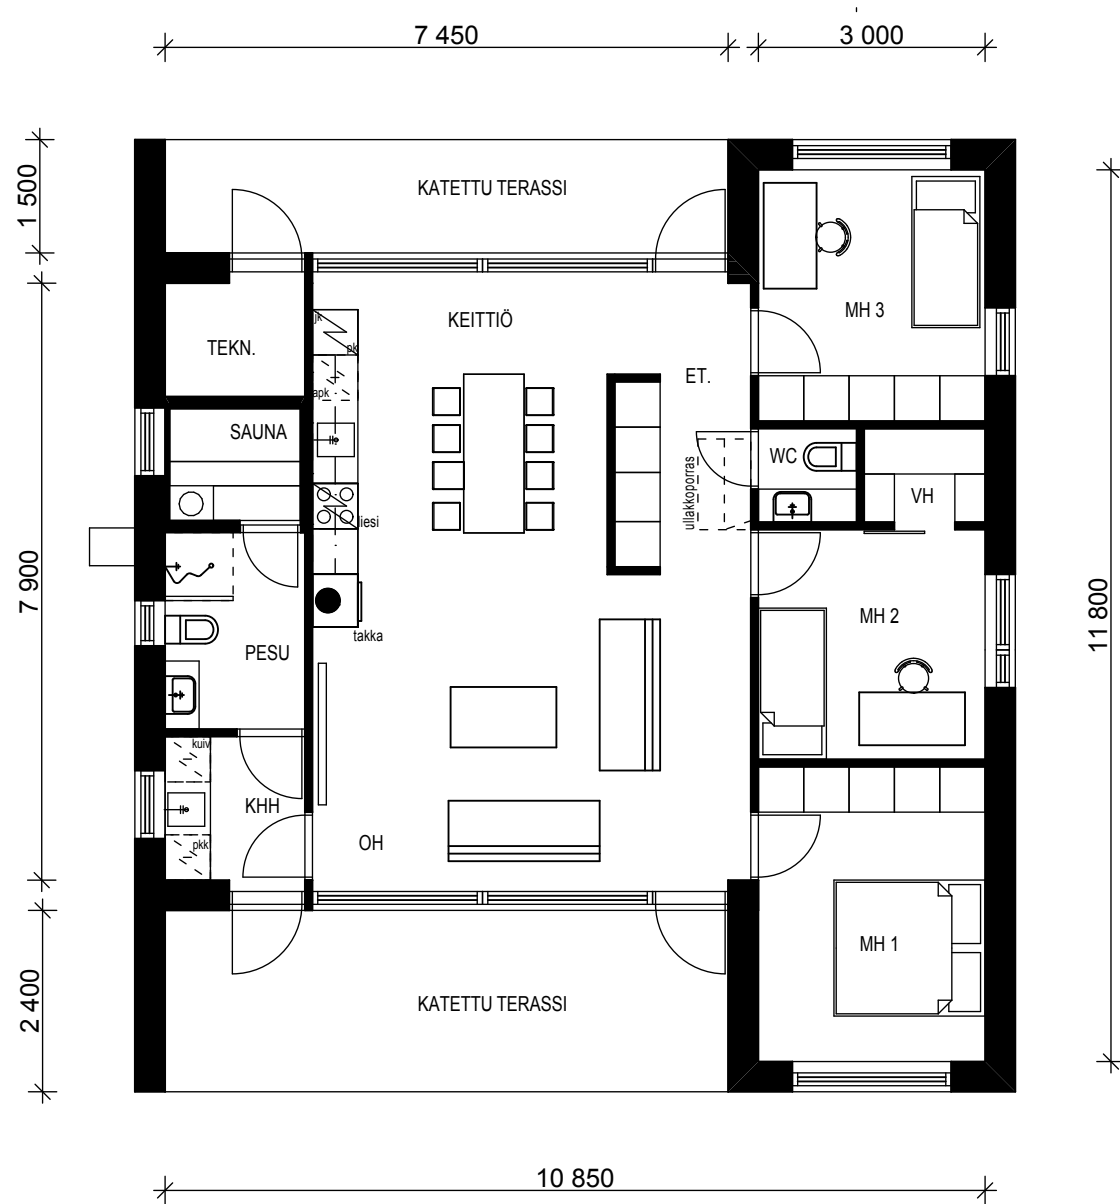 7 450
3 000
1 500
KATETTU TERASSI
KEITTIÖ
MH 3
TEKN.
jk
pk
ET.
apk
SAUNA
WC
ullakkoporras
VH
liesi
7 900
11 800
takka
MH 2
PESU
kuiv
KHH
pkk
OH
MH 1
2 400
KATETTU TERASSI
10 850